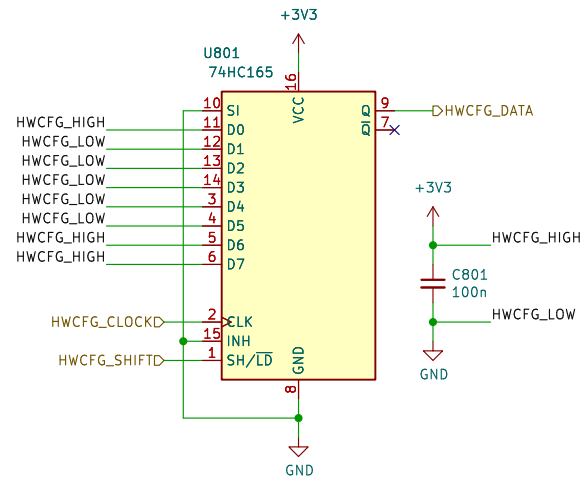 +3V3
U801
74HC165
16
VCC
10 SI
HWCFG_HIGH 11 D0
HWCFG_LOW 12 D1
HWCFG_LOW 13 D2
HWCFG_LOW 14 D3
HWCFG_LOW 3 D4
HWCFG_LOW 4 D5
HWCFG_HIGH 5 D6
HWCFG_HIGH 6 D7
HWCFG_CLOCK 2 CLK
15 INH
HWCFG_SHIFT 1 SH/LD
Q 9 HWCFG_DATA
QI 7
GND
8
GND
+3V3
HWCFG_HIGH
C801
100n
HWCFG_LOW
GND